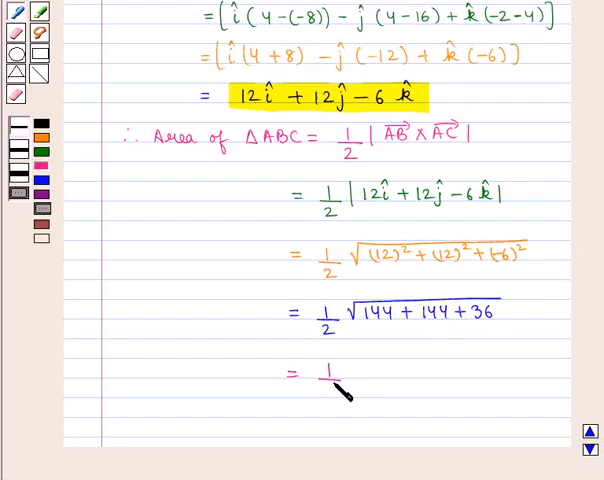 = [î(4-(-8)) - ĵ(4-16) + k̂(-2-4)]
= [î(4+8) - ĵ(-12) + k̂(-6)]
= 12î + 12ĵ - 6k̂
∴ Area of ΔABC = 1/2 |AB⃗ × AC⃗|
= 1/2 |12î + 12ĵ - 6k̂|
= 1/2 √((12)² + (12)² + (-6)²)
= 1/2 √(144 + 144 + 36)
= 1/